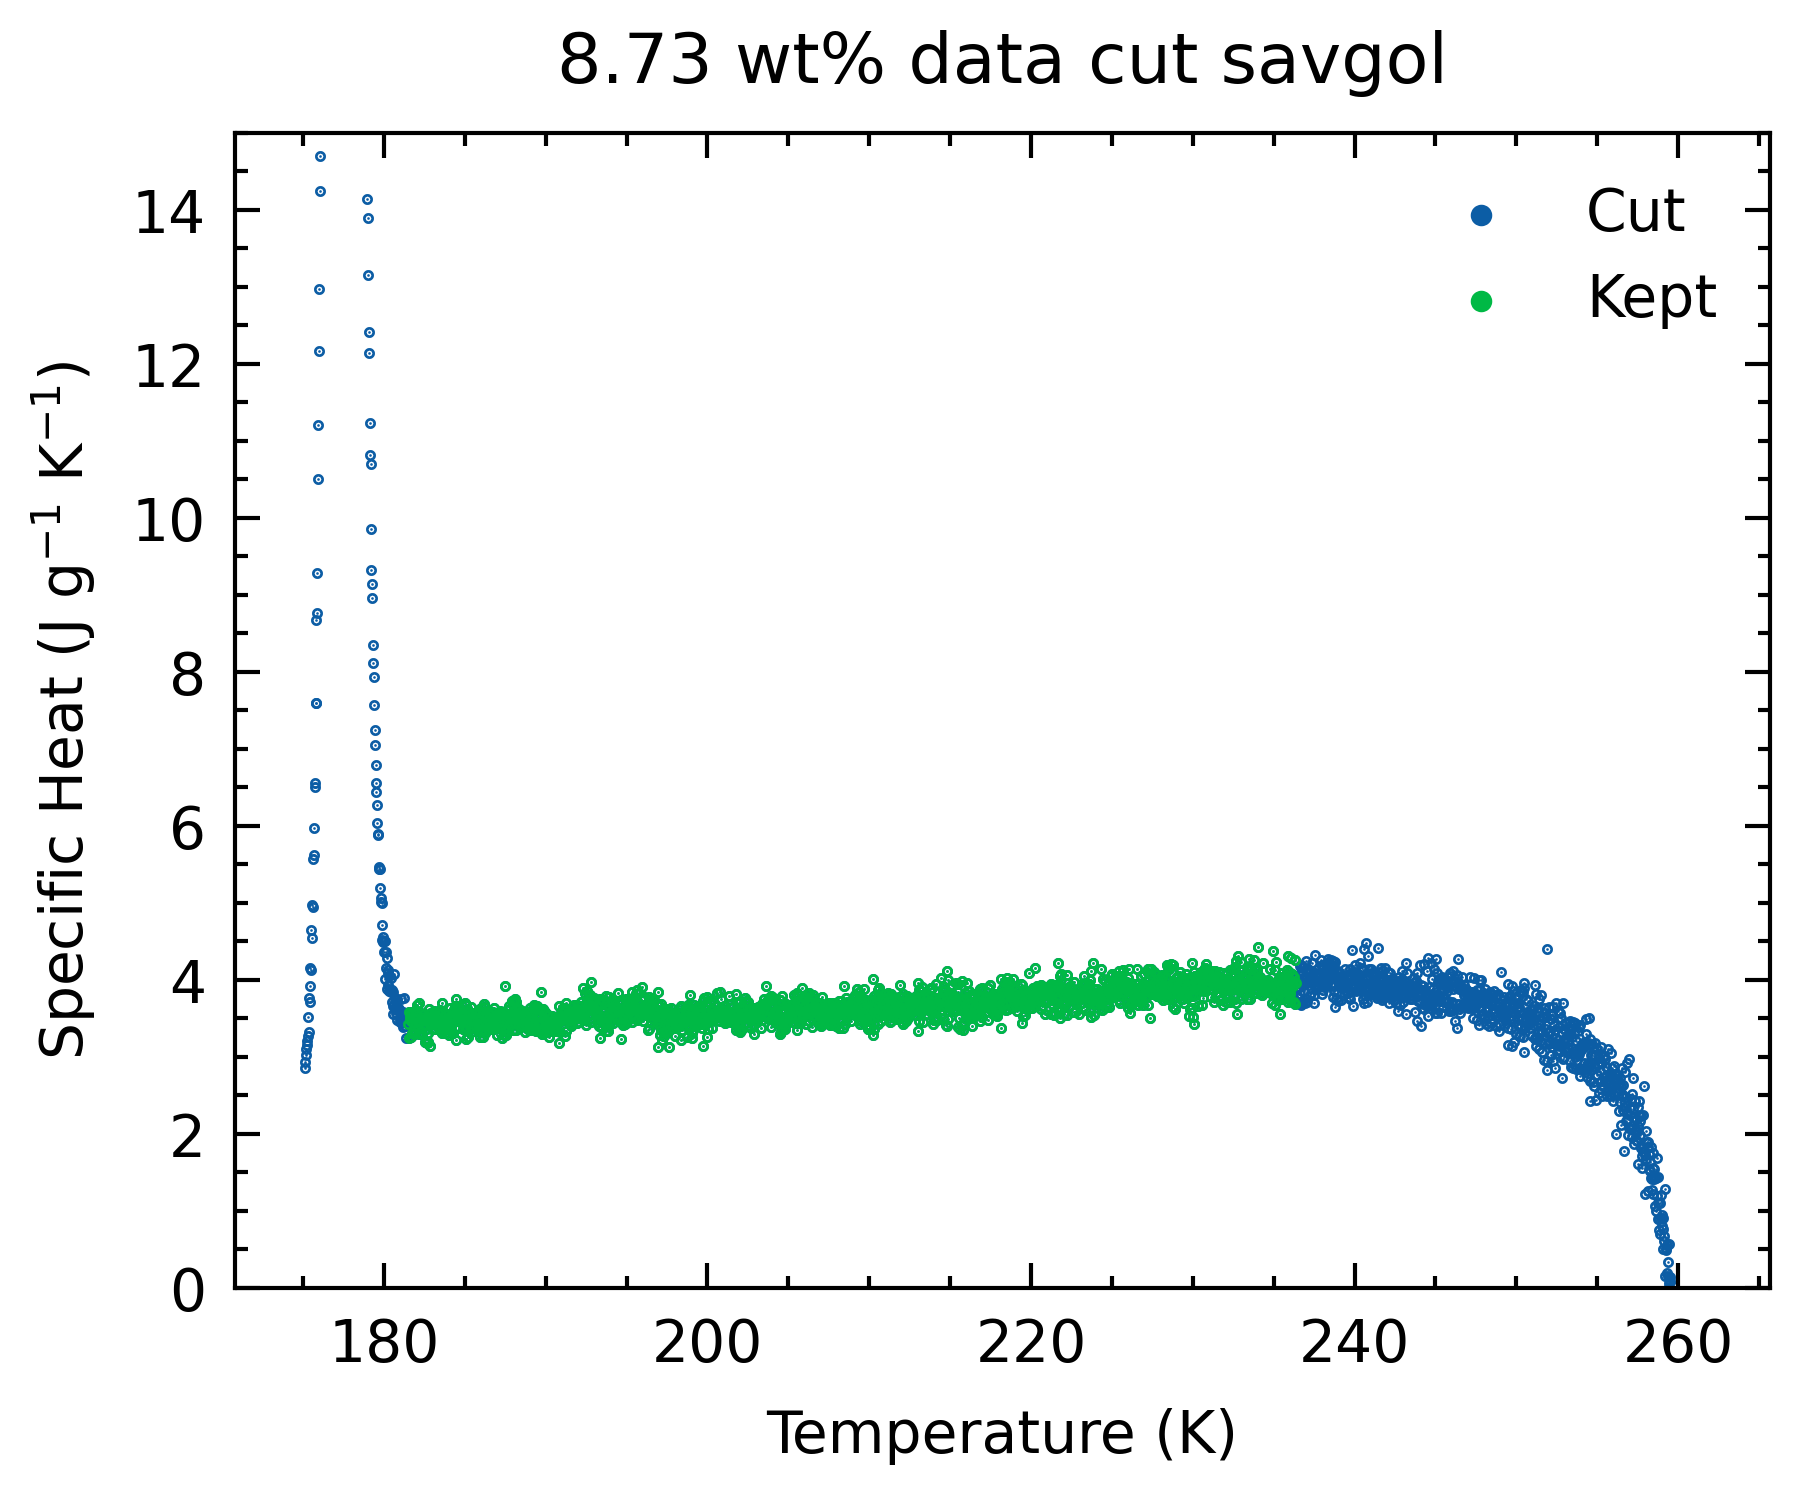 8.73 wt% data cut savgol
Cut
Kept
14
12
10
8
6
4
2
0
Specific Heat (J g⁻¹ K⁻¹)
180 200 220 240 260
Temperature (K)